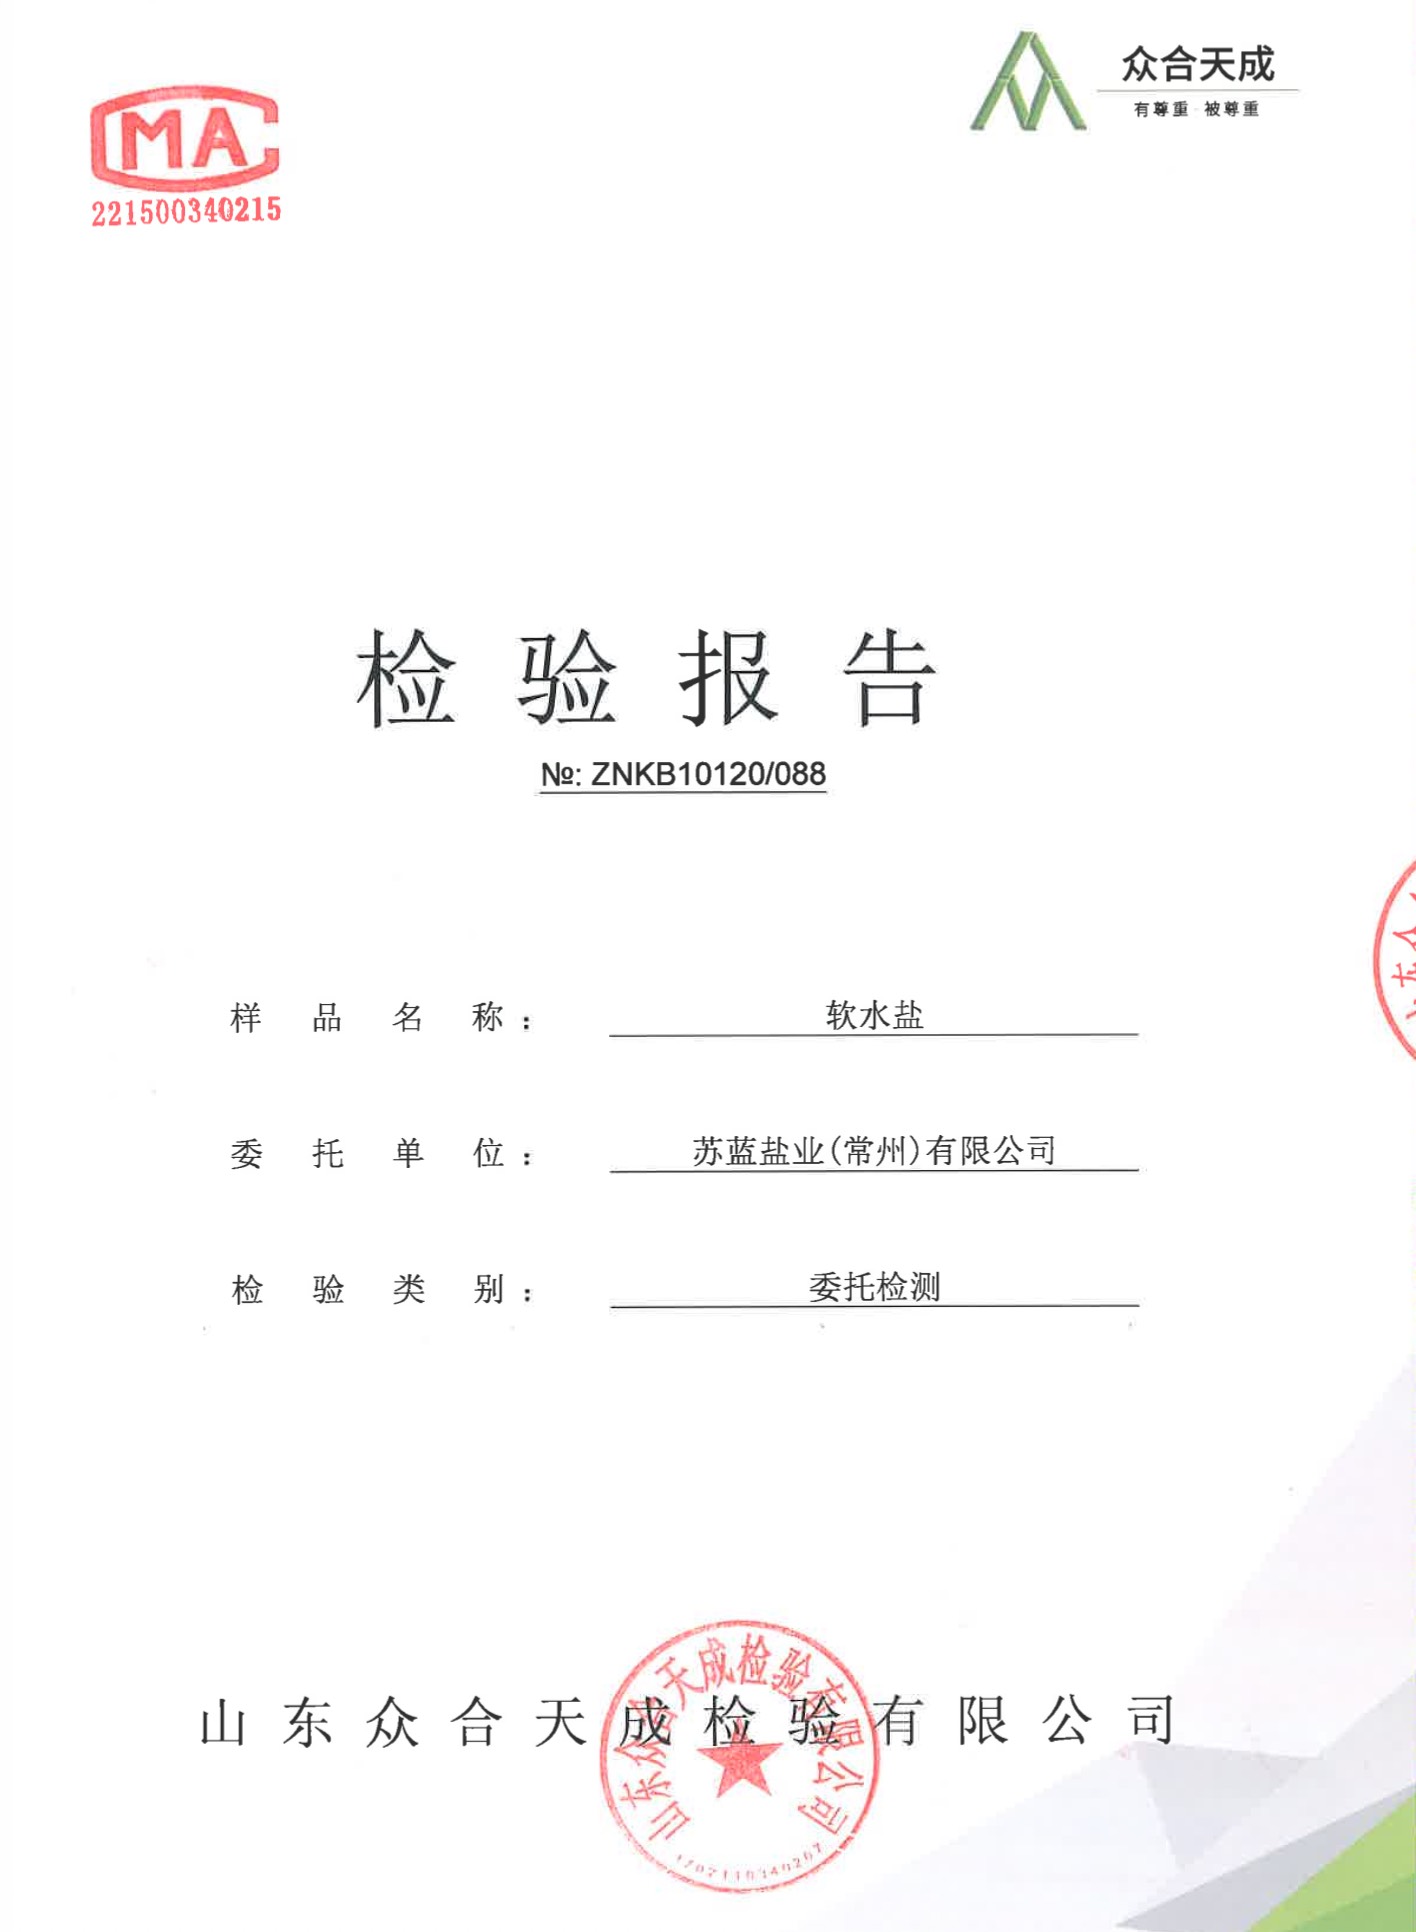 MA
221500340215
众合天成
有尊重·被尊重
检验报告
№: ZNKB10120/088
样品名称： 软水盐
委托单位： 苏蓝盐业(常州)有限公司
检验类别： 委托检测
山东众合天成检验有限公司
山东众合天成检验有限公司